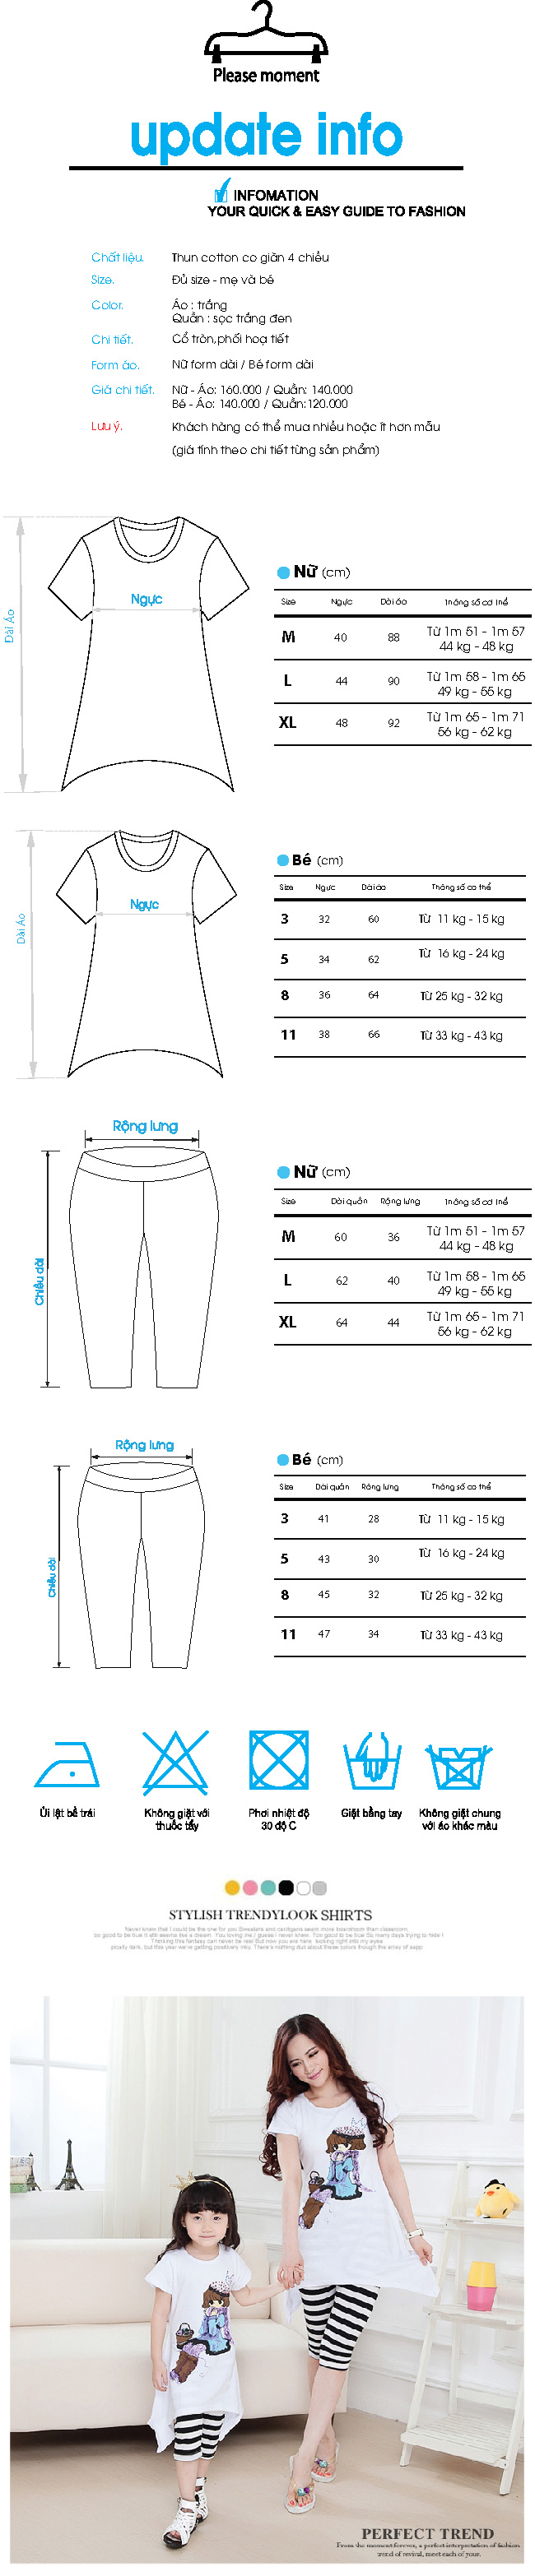 Please moment
update info
INFOMATION
YOUR QUICK & EASY GUIDE TO FASHION
Chất liệu. Thun cotton co giãn 4 chiều
Size. Đủ size - mẹ và bé
Color. Áo : trắng
Quần : sọc trắng đen
Chi tiết. Cổ tròn,phối hoạ tiết
Form áo. Nữ form dài / Bé form dài
Giá chi tiết. Nữ - Áo: 160.000 / Quần: 140.000
Bé - Áo: 140.000 / Quần:120.000
Lưu ý. Khách hàng có thể mua nhiều hoặc ít hơn mẫu
(giá tính theo chi tiết từng sản phẩm)
Dài Áo
Ngực
Nữ (cm)
Size Ngực Dài áo Thông số cơ thể
M 40 88 Từ 1m 51 - 1m 57
44 kg - 48 kg
L 44 90 Từ 1m 58 - 1m 65
49 kg - 55 kg
XL 48 92 Từ 1m 65 - 1m 71
56 kg - 62 kg
Dài Áo
Ngực
Bé (cm)
Size Ngực Dài áo Thông số cơ thể
3 32 60 Từ 11 kg - 15 kg
5 34 62 Từ 16 kg - 24 kg
8 36 64 Từ 25 kg - 32 kg
11 38 66 Từ 33 kg - 43 kg
Rộng lưng
Chiều dài
Nữ (cm)
Size Dài quần Rộng lưng Thông số cơ thể
M 60 36 Từ 1m 51 - 1m 57
44 kg - 48 kg
L 62 40 Từ 1m 58 - 1m 65
49 kg - 55 kg
XL 64 44 Từ 1m 65 - 1m 71
56 kg - 62 kg
Rộng lưng
Chiều dài
Bé (cm)
Size Dài quần Rộng lưng Thông số cơ thể
3 41 28 Từ 11 kg - 15 kg
5 43 30 Từ 16 kg - 24 kg
8 45 32 Từ 25 kg - 32 kg
11 47 34 Từ 33 kg - 43 kg
Ủi lật bề trái
Không giặt với
thuốc tẩy
Phơi nhiệt độ
30 độ C
Giặt bằng tay
Không giặt chung
với áo khác màu
STYLISH TRENDYLOOK SHIRTS
PERFECT TREND
From the moment forever, a perfect interpretation of fashion
trend of revival, meet each of your.